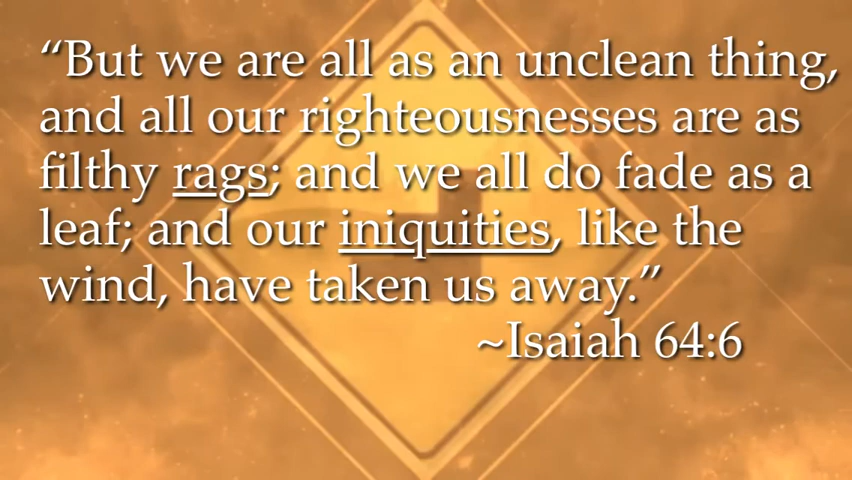 “But we are all as an unclean thing,
and all our righteousnesses are as
filthy rags; and we all do fade as a
leaf; and our iniquities, like the
wind, have taken us away.”
~Isaiah 64:6